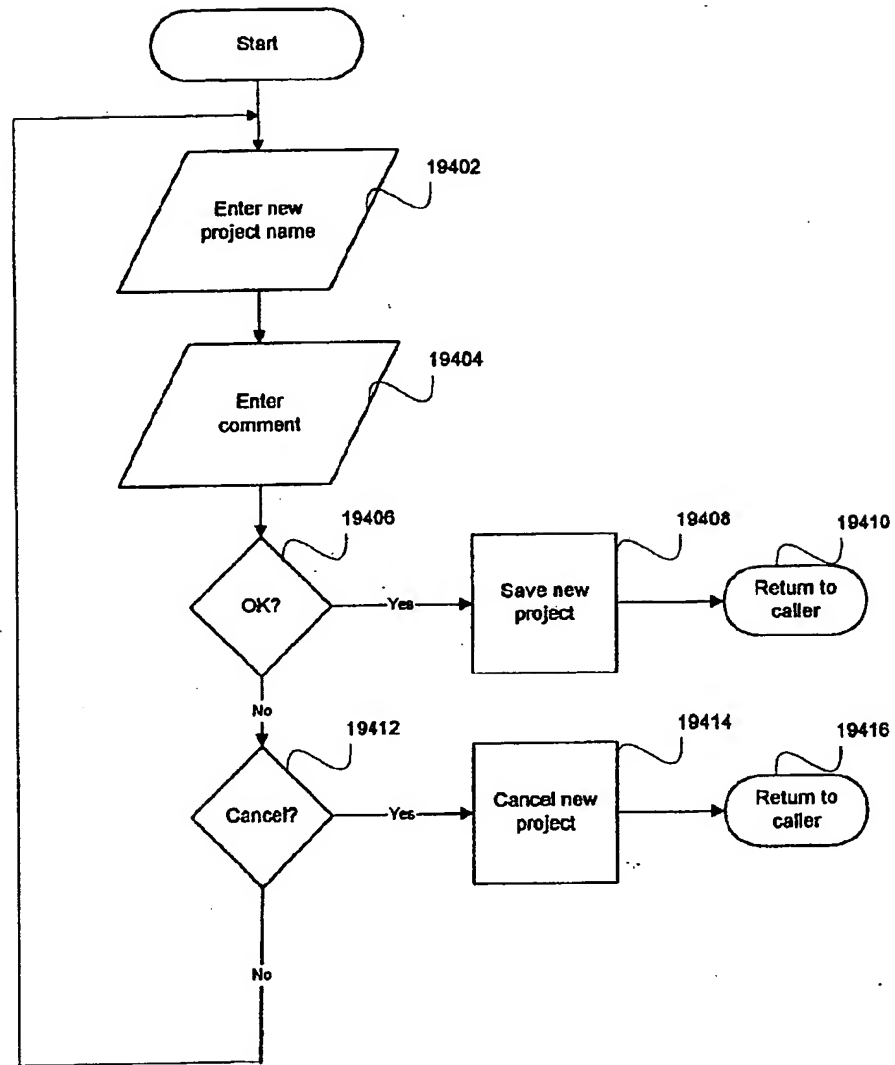 Start
19402
Enter new
project name
19404
Enter
comment
19406
OK?
Yes
19408
Save new
project
19410
Return to
caller
No
19412
Cancel?
Yes
19414
Cancel new
project
19416
Return to
caller
No